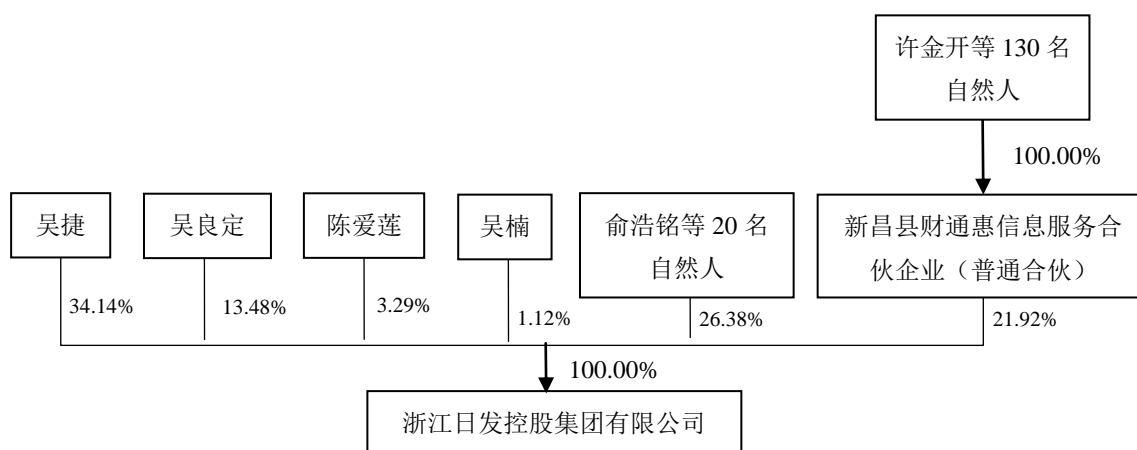 许金开等 130 名
自然人
100.00%
吴捷
吴良定
陈爱莲
吴楠
俞浩铭等 20 名
自然人
新昌县财通惠信息服务合
伙企业（普通合伙）
34.14%
13.48%
3.29%
1.12%
26.38%
21.92%
100.00%
浙江日发控股集团有限公司